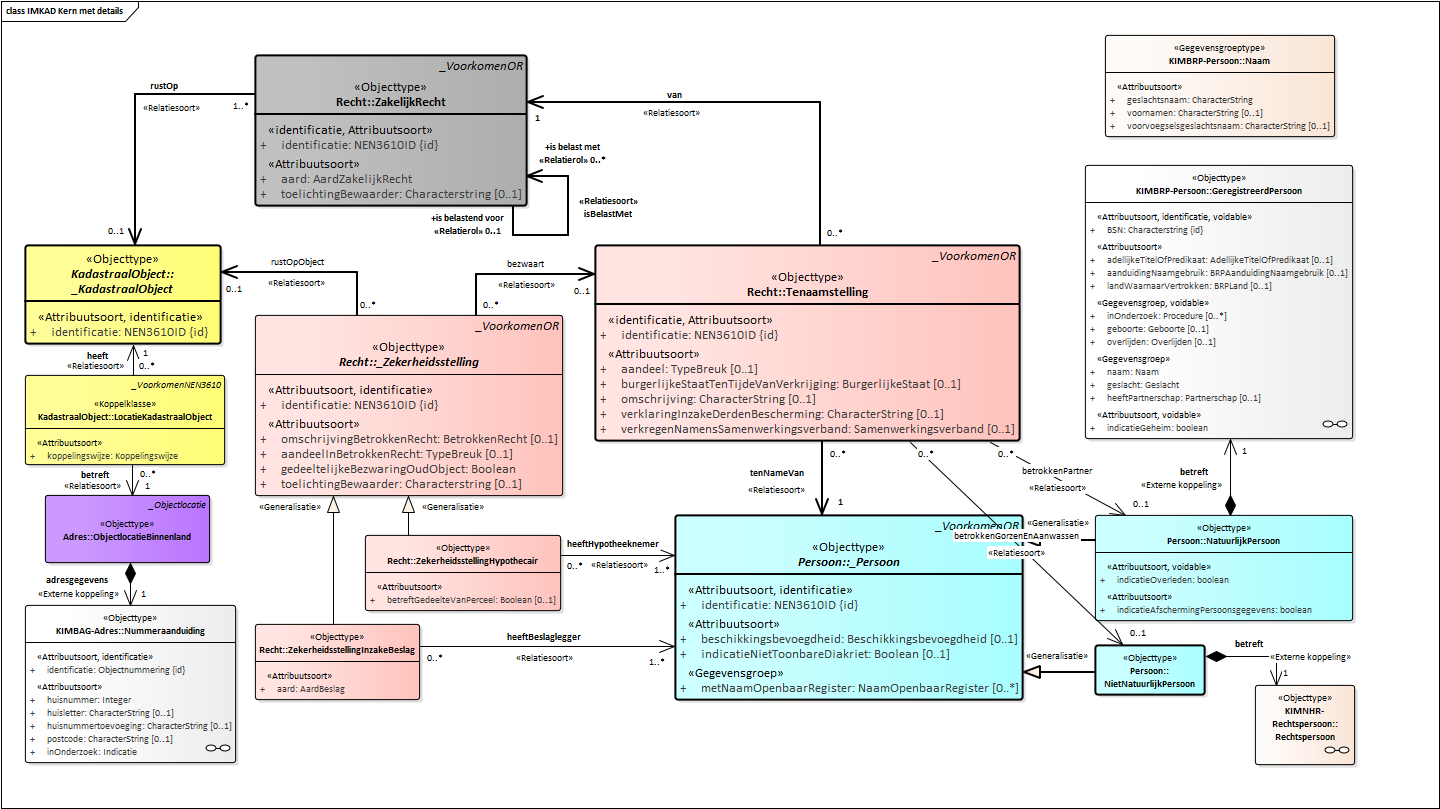 class IMKAD Kern met details
_VoorkomenOR
«Objecttype»
Recht::ZakelijkRecht
«identificatie, Attribuutsoort»
+ identificatie: NEN3610ID {id}
«Attribuutsoort»
+ aard: AardZakelijkRecht
+ toelichtingBewaarder: Characterstring [0..1]
rustOp
«Relatiesoort»
1..*
0..1
van
«Relatiesoort»
1
0..*
+is belast met
«Relatierol» 0..*
«Relatiesoort»
isBelastMet
+is belastend voor
«Relatierol» 0..1
«Gegevensgroeptype»
KIMBRP-Persoon::Naam
«Attribuutsoort»
+ geslachtsnaam: CharacterString
+ voornamen: CharacterString [0..1]
+ voorvoegselsgeslachtsnaam: CharacterString [0..1]
«Objecttype»
KIMBRP-Persoon::GeregistreerdPersoon
«Attribuutsoort, identificatie, voidable»
+ BSN: Characterstring {id}
«Attribuutsoort»
+ adellijkeTitelOfPredikaat: AdellijkeTitelOfPredikaat [0..1]
+ aanduidingNaamgebruik: BRPAanduidingNaamgebruik [0..1]
+ landWaarnaarVertrokken: BRPLand [0..1]
«Gegevensgroep, voidable»
+ inOnderzoek: Procedure [0..*]
+ geboorte: Geboorte [0..1]
+ overlijden: Overlijden [0..1]
«Gegevensgroep»
+ naam: Naam
+ geslacht: Geslacht
+ heeftPartnerschap: Partnerschap [0..1]
«Attribuutsoort, voidable»
+ indicatieGeheim: boolean
«Objecttype»
KadastraalObject::
_KadastraalObject
«Attribuutsoort, identificatie»
+ identificatie: NEN3610ID {id}
rustOpObject
«Relatiesoort»
0..1
0..*
bezwaart
«Relatiesoort»
0..*
0..1
_VoorkomenOR
«Objecttype»
Recht::Tenaamstelling
«identificatie, Attribuutsoort»
+ identificatie: NEN3610ID {id}
«Attribuutsoort»
+ aandeel: TypeBreuk [0..1]
+ burgerlijkeStaatTenTijdeVanVerkrijging: BurgerlijkeStaat [0..1]
+ omschrijving: CharacterString [0..1]
+ verklaringInzakeDerdenBescherming: CharacterString [0..1]
+ verkregenNamensSamenwerkingsverband: Samenwerkingsverband [0..1]
_VoorkomenOR
«Objecttype»
Recht::_Zekerheidsstelling
«Attribuutsoort, identificatie»
+ identificatie: NEN3610ID {id}
«Attribuutsoort»
+ omschrijvingBetrokkenRecht: BetrokkenRecht [0..1]
+ aandeelInBetrokkenRecht: TypeBreuk [0..1]
+ gedeeltelijkeBezwaringOudObject: Boolean
+ toelichtingBewaarder: Characterstring [0..1]
heeft
1
«Relatiesoort»
0..*
_VoorkomenNEN3610
«Koppelklasse»
KadastraalObject::LocatieKadastraalObject
«Attribuutsoort»
+ koppelingswijze: Koppelingswijze
betreft
0..*
«Relatiesoort»
1
_Objectlocatie
«Objecttype»
Adres::ObjectlocatieBinnenland
adresgegevens
«Externe koppeling»
1
«Objecttype»
KIMBAG-Adres::Nummeraanduiding
«Attribuutsoort, identificatie»
+ identificatie: Objectnummering {id}
«Attribuutsoort»
+ huisnummer: Integer
+ huisletter: CharacterString [0..1]
+ huisnummertoevoeging: CharacterString [0..1]
+ postcode: CharacterString [0..1]
+ inOnderzoek: Indicatie
«Generalisatie»
«Generalisatie»
«Objecttype»
Recht::ZekerheidsstellingHypothecair
«Attribuutsoort»
+ betreftGedeelteVanPerceel: Boolean [0..1]
heeftHypotheeknemer
0..*
«Relatiesoort»
1..*
«Objecttype»
Recht::ZekerheidsstellingInzakeBeslag
«Attribuutsoort»
+ aard: AardBeslag
heeftBeslaglegger
0..*
«Relatiesoort»
1..*
tenNameVan
0..*
«Relatiesoort»
1
0..*
0..*
betrokkenPartner
«Relatiesoort»
0..1
_VoorkomenOR
«Objecttype»
Persoon::_Persoon
«Attribuutsoort, identificatie»
+ identificatie: NEN3610ID {id}
«Attribuutsoort»
+ beschikkingsbevoegdheid: Beschikkingsbevoegdheid [0..1]
+ indicatieNietToonbareDiakriet: Boolean [0..1]
«Gegevensgroep»
+ metNaamOpenbaarRegister: NaamOpenbaarRegister [0..*]
«Generalisatie»
betrokkenGorzenEnAanwassen
«Relatiesoort»
0..1
betreft
1
«Externe koppeling»
«Objecttype»
Persoon::NatuurlijkPersoon
«Attribuutsoort, voidable»
+ indicatieOverleden: boolean
«Attribuutsoort»
+ indicatieAfschermingPersoonsgegevens: boolean
«Generalisatie»
«Objecttype»
Persoon::
NietNatuurlijkPersoon
betreft
«Externe koppeling»
1
«Objecttype»
KIMNHR-
Rechtspersoon::
Rechtspersoon